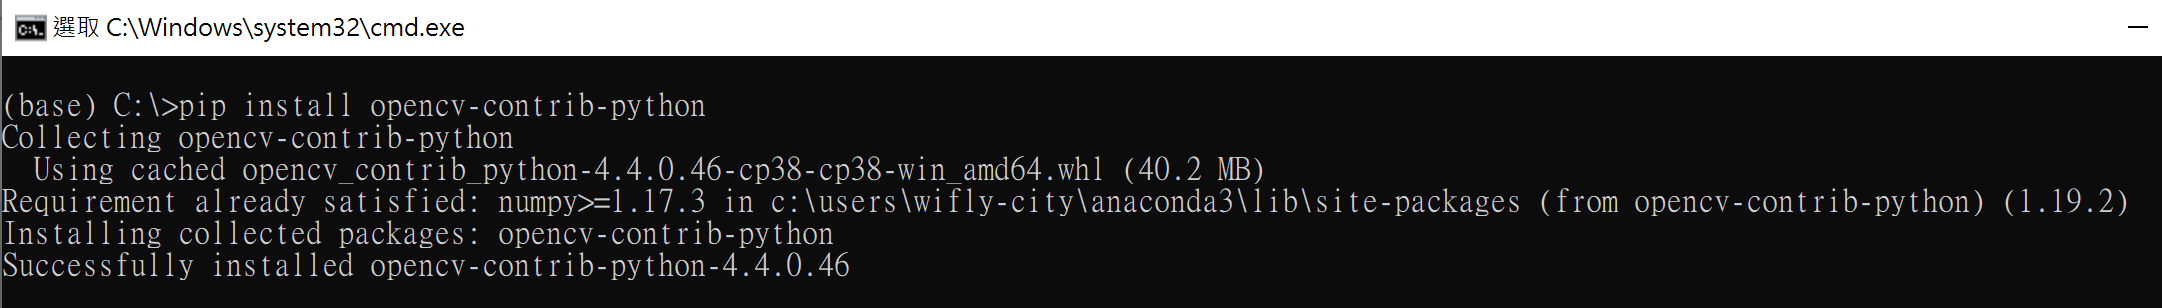 選取 C:\Windows\system32\cmd.exe
(base) C:\>pip install opencv-contrib-python
Collecting opencv-contrib-python
  Using cached opencv_contrib_python-4.4.0.46-cp38-cp38-win_amd64.whl (40.2 MB)
Requirement already satisfied: numpy>=1.17.3 in c:\users\wifly-city\anaconda3\lib\site-packages (from opencv-contrib-python) (1.19.2)
Installing collected packages: opencv-contrib-python
Successfully installed opencv-contrib-python-4.4.0.46